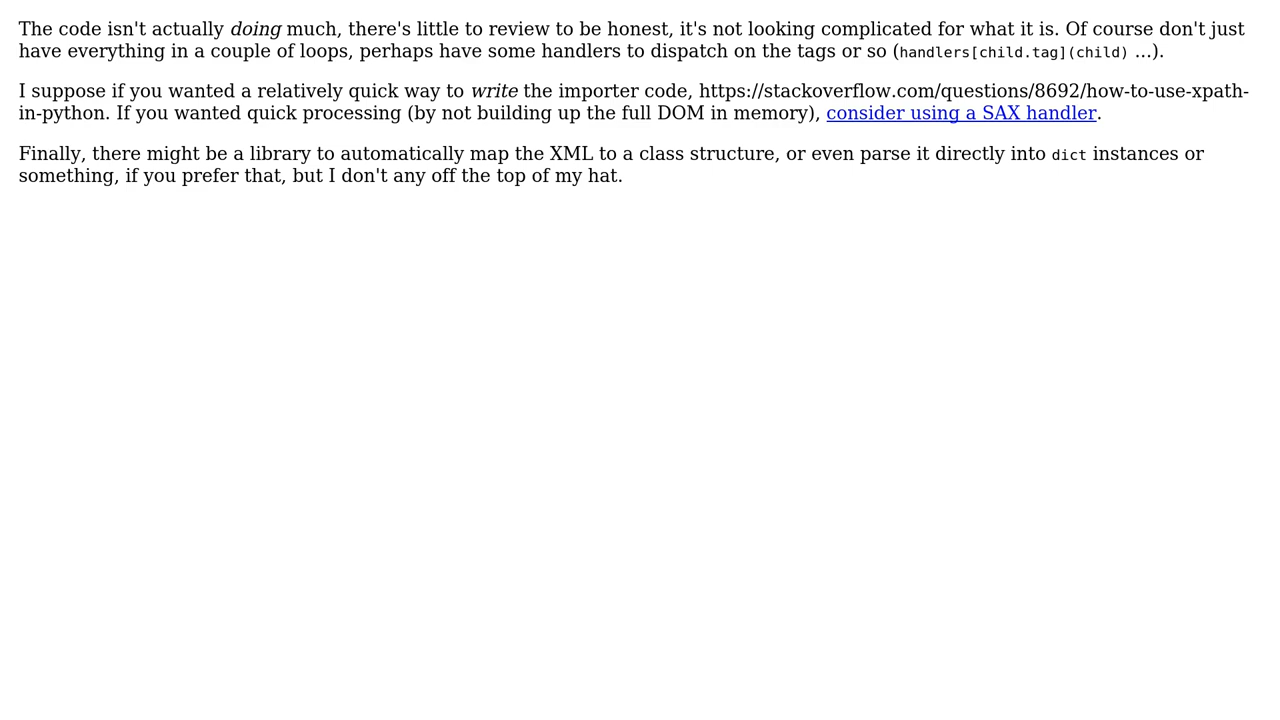 The code isn't actually doing much, there's little to review to be honest, it's not looking complicated for what it is. Of course don't just
have everything in a couple of loops, perhaps have some handlers to dispatch on the tags or so (handlers[child.tag](child) ...).
I suppose if you wanted a relatively quick way to write the importer code, https://stackoverflow.com/questions/8692/how-to-use-xpath-
in-python. If you wanted quick processing (by not building up the full DOM in memory), consider using a SAX handler.
Finally, there might be a library to automatically map the XML to a class structure, or even parse it directly into dict instances or
something, if you prefer that, but I don't any off the top of my hat.